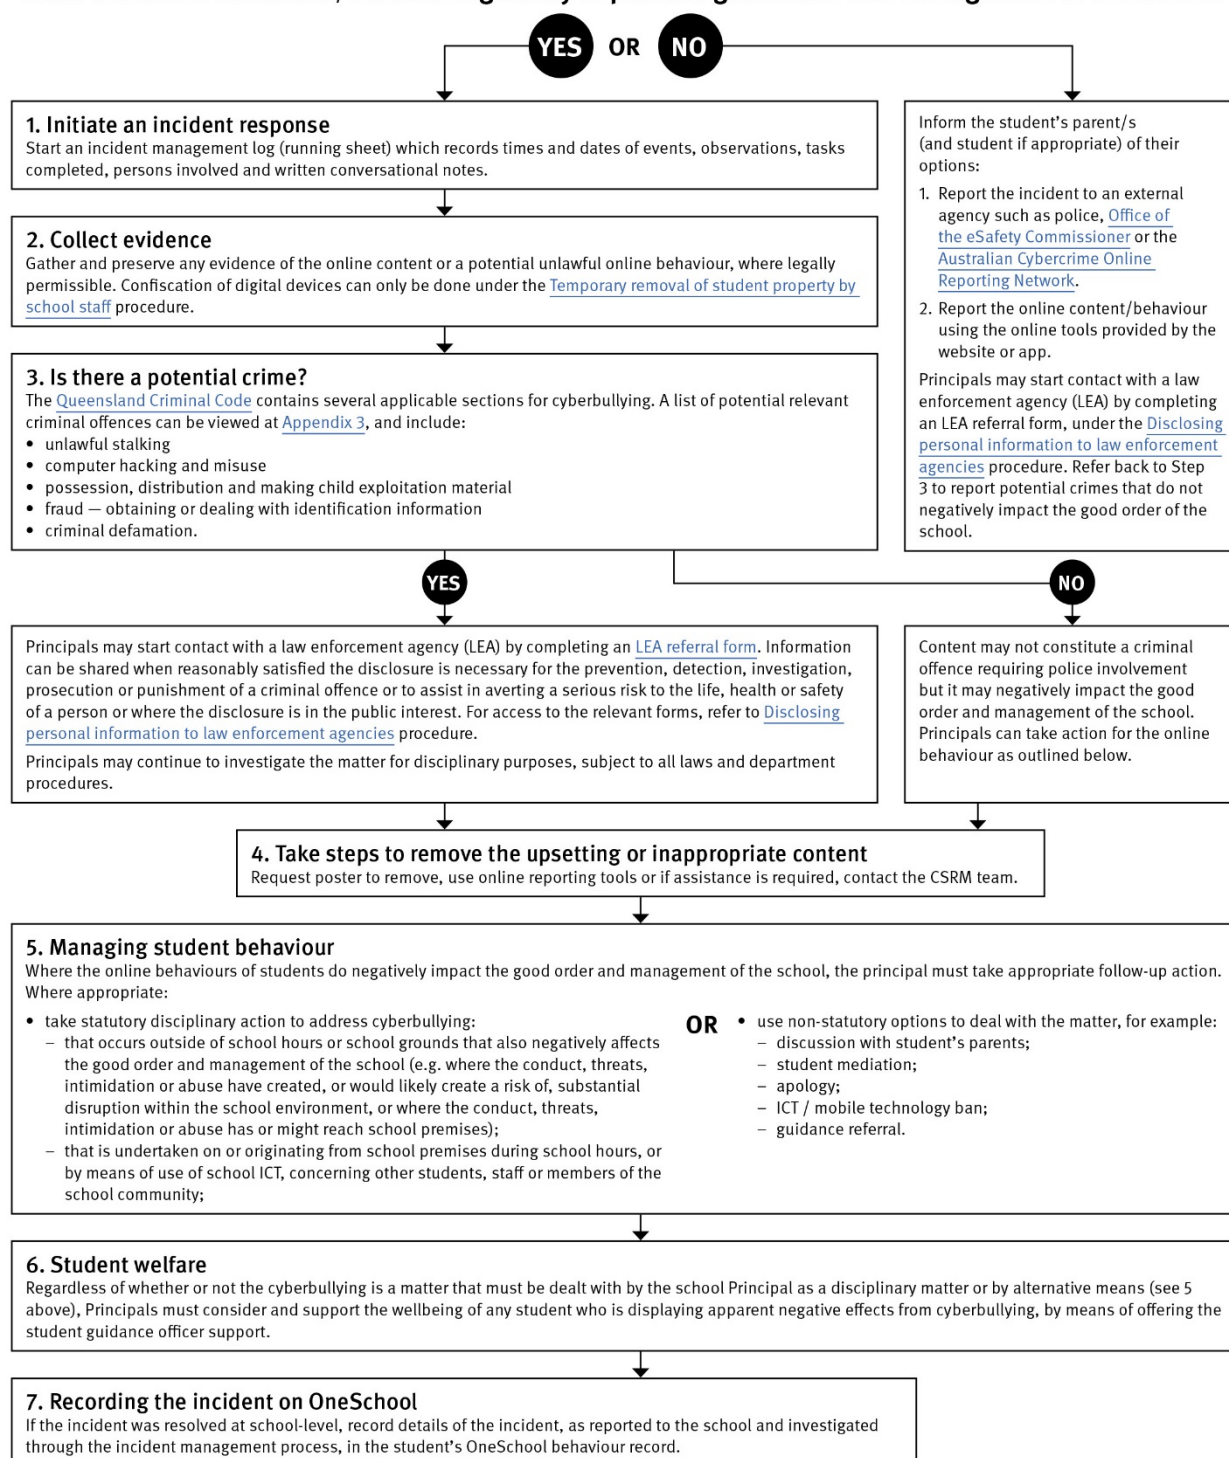 YES OR NO
1. Initiate an incident response
Start an incident management log (running sheet) which records times and dates of events, observations, tasks
completed, persons involved and written conversational notes.
2. Collect evidence
Gather and preserve any evidence of the online content or a potential unlawful online behaviour, where legally
permissible. Confiscation of digital devices can only be done under the Temporary removal of student property by
school staff procedure.
3. Is there a potential crime?
The Queensland Criminal Code contains several applicable sections for cyberbullying. A list of potential relevant
criminal offences can be viewed at Appendix 3, and include:
• unlawful stalking
• computer hacking and misuse
• possession, distribution and making child exploitation material
• fraud — obtaining or dealing with identification information
• criminal defamation.
Inform the student's parent/s
(and student if appropriate) of their
options:
1. Report the incident to an external
agency such as police, Office of
the eSafety Commissioner or the
Australian Cybercrime Online
Reporting Network.
2. Report the online content/behaviour
using the online tools provided by the
website or app.
Principals may start contact with a law
enforcement agency (LEA) by completing
an LEA referral form, under the Disclosing
personal information to law enforcement
agencies procedure. Refer back to Step
3 to report potential crimes that do not
negatively impact the good order of the
school.
YES
NO
Principals may start contact with a law enforcement agency (LEA) by completing an LEA referral form. Information
can be shared when reasonably satisfied the disclosure is necessary for the prevention, detection, investigation,
prosecution or punishment of a criminal offence or to assist in averting a serious risk to the life, health or safety
of a person or where the disclosure is in the public interest. For access to the relevant forms, refer to Disclosing
personal information to law enforcement agencies procedure.
Principals may continue to investigate the matter for disciplinary purposes, subject to all laws and department
procedures.
Content may not constitute a criminal
offence requiring police involvement
but it may negatively impact the good
order and management of the school.
Principals can take action for the online
behaviour as outlined below.
4. Take steps to remove the upsetting or inappropriate content
Request poster to remove, use online reporting tools or if assistance is required, contact the CSRM team.
5. Managing student behaviour
Where the online behaviours of students do negatively impact the good order and management of the school, the principal must take appropriate follow-up action.
Where appropriate:
• take statutory disciplinary action to address cyberbullying:
– that occurs outside of school hours or school grounds that also negatively affects
the good order and management of the school (e.g. where the conduct, threats,
intimidation or abuse have created, or would likely create a risk of, substantial
disruption within the school environment, or where the conduct, threats,
intimidation or abuse has or might reach school premises);
– that is undertaken on or originating from school premises during school hours, or
by means of use of school ICT, concerning other students, staff or members of the
school community;
OR
• use non-statutory options to deal with the matter, for example:
– discussion with student's parents;
– student mediation;
– apology;
– ICT / mobile technology ban;
– guidance referral.
6. Student welfare
Regardless of whether or not the cyberbullying is a matter that must be dealt with by the school Principal as a disciplinary matter or by alternative means (see 5
above), Principals must consider and support the wellbeing of any student who is displaying apparent negative effects from cyberbullying, by means of offering the
student guidance officer support.
7. Recording the incident on OneSchool
If the incident was resolved at school-level, record details of the incident, as reported to the school and investigated
through the incident management process, in the student's OneSchool behaviour record.